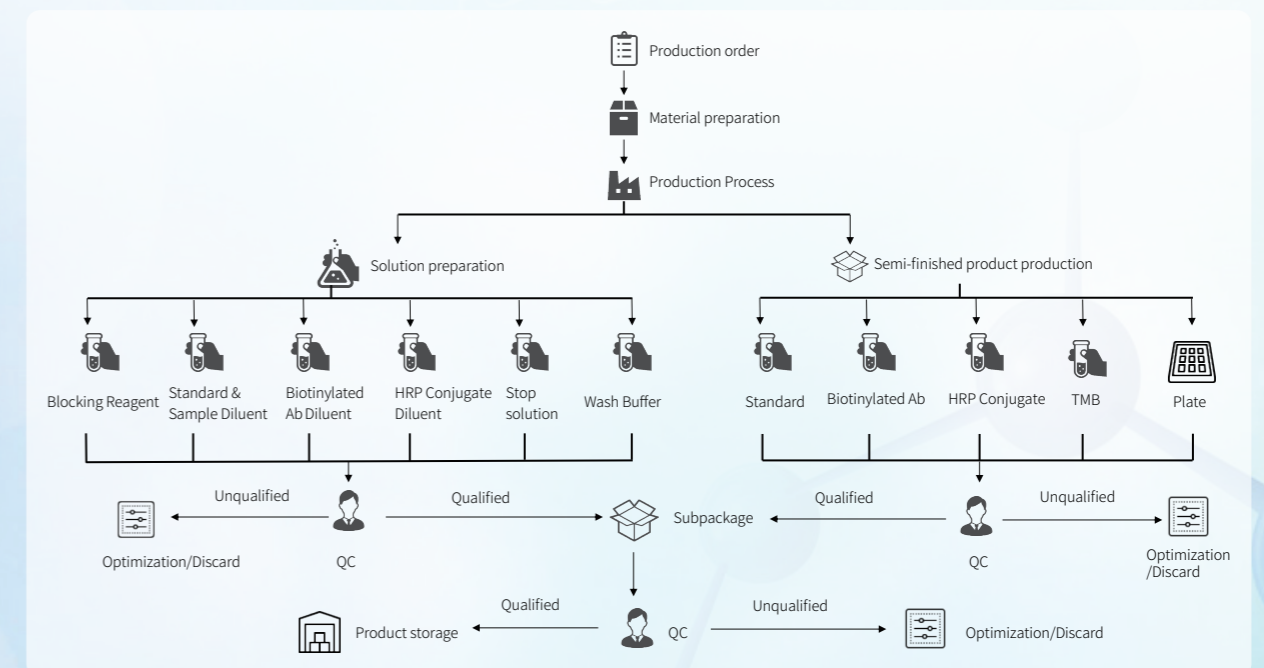 Production order
Material preparation
Production Process
Solution preparation
Semi-finished product production
Blocking Reagent
Standard &
Sample Diluent
Biotinylated
Ab Diluent
HRP Conjugate
Diluent
Stop
solution
Wash Buffer
Standard
Biotinylated Ab
HRP Conjugate
TMB
Plate
Unqualified
Qualified
Subpackage
Qualified
Unqualified
Optimization/Discard
QC
QC
Optimization
/Discard
Qualified
Unqualified
Product storage
QC
Optimization/Discard